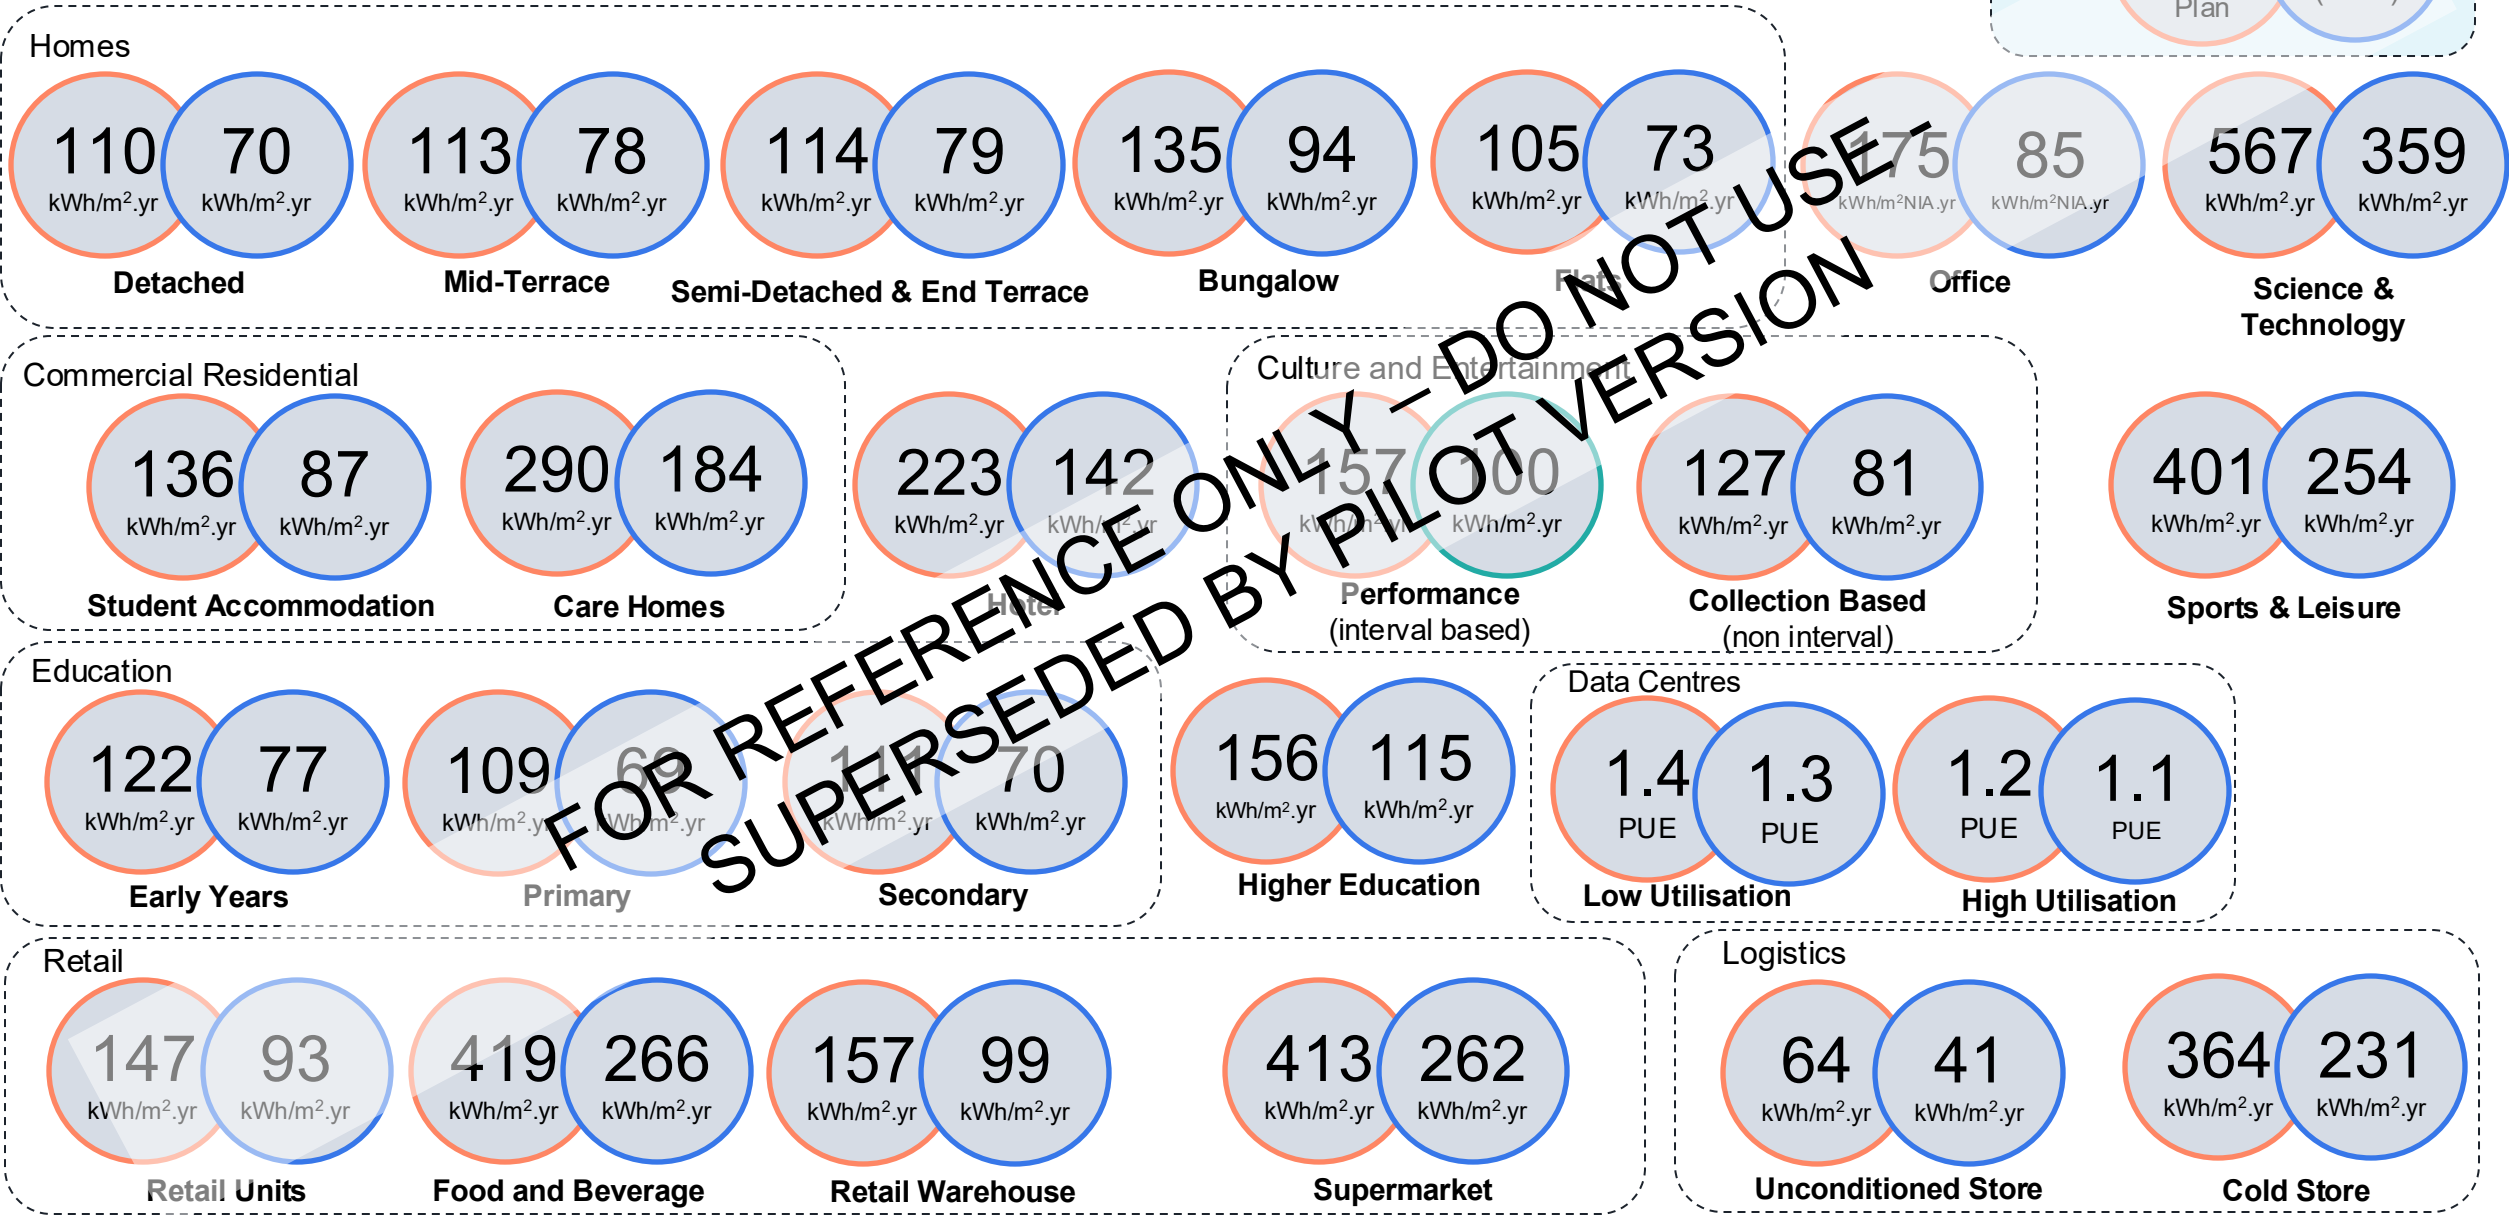 Plan
Homes
110 70 113 78 114 79 135 94 105 73 175 85 567 359
kWh/m².yr kWh/m².yr kWh/m².yr kWh/m².yr kWh/m².yr kWh/m².yr kWh/m².yr kWh/m².yr kWh/m².yr kWh/m².yr kWh/m²NIA.yr kWh/m²NIA.yr kWh/m².yr kWh/m².yr
Detached Mid-Terrace Semi-Detached & End Terrace Bungalow Flats Office Science &
Technology
Commercial Residential Culture and Entertainment
136 87 290 184 223 142 157 100 127 81 401 254
kWh/m².yr kWh/m².yr kWh/m².yr kWh/m².yr kWh/m².yr kWh/m².yr kWh/m².yr kWh/m².yr kWh/m².yr kWh/m².yr kWh/m².yr kWh/m².yr
Student Accommodation Care Homes Hotel Performance Collection Based Sports & Leisure
(interval based) (non interval)
Education Data Centres
122 77 109 69 111 70 156 115 1.4 1.3 1.2 1.1
kWh/m².yr kWh/m².yr kWh/m².yr kWh/m².yr kWh/m².yr kWh/m².yr kWh/m².yr kWh/m².yr PUE PUE PUE PUE
Early Years Primary Secondary Higher Education Low Utilisation High Utilisation
Retail Logistics
147 93 419 266 157 99 413 262 64 41 364 231
kWh/m².yr kWh/m².yr kWh/m².yr kWh/m².yr kWh/m².yr kWh/m².yr kWh/m².yr kWh/m².yr kWh/m².yr kWh/m².yr kWh/m².yr kWh/m².yr
Retail Units Food and Beverage Retail Warehouse Supermarket Unconditioned Store Cold Store
FOR REFERENCE ONLY – DO NOT USE -
SUPERSEDED BY PILOT VERSION